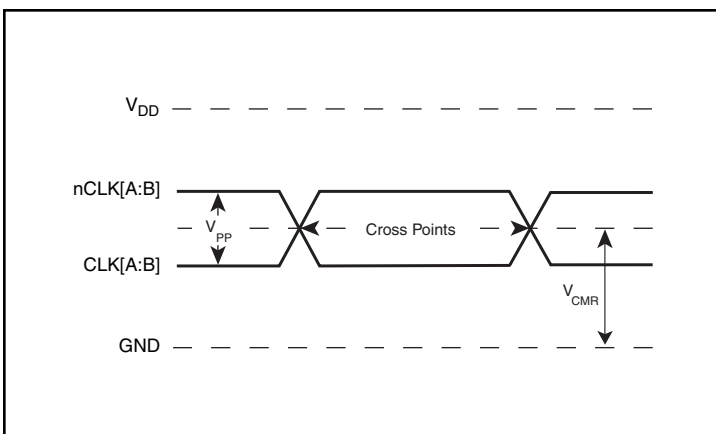 VDD
nCLK[A:B]
VPP
Cross Points
CLK[A:B]
VCMR
GND